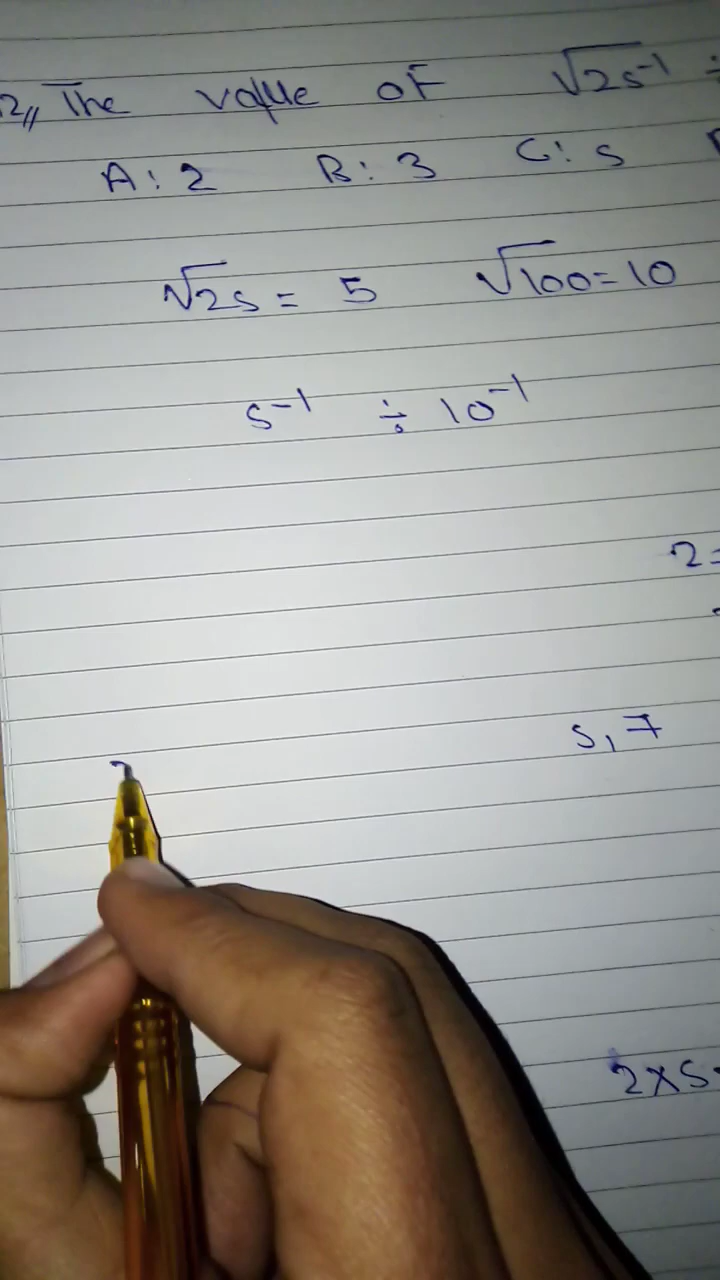 2,, The value of √25⁻¹ ÷
A: 2 B: 3 C: 5
√25 = 5 √100=10
5⁻¹ ÷ 10⁻¹
2=
5,7
2x5